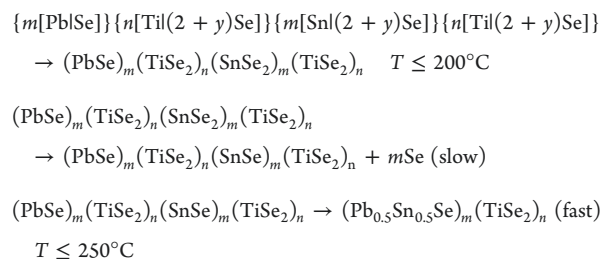 {m[Pb|Se]}{n[Ti|(2 + y)Se]}{m[Sn|(2 + y)Se]}{n[Ti|(2 + y)Se]}
→ (PbSe)ₘ(TiSe₂)ₙ(SnSe₂)ₘ(TiSe₂)ₙ T ≤ 200°C
(PbSe)ₘ(TiSe₂)ₙ(SnSe₂)ₘ(TiSe₂)ₙ
→ (PbSe)ₘ(TiSe₂)ₙ(SnSe)ₘ(TiSe₂)ₙ + mSe (slow)
(PbSe)ₘ(TiSe₂)ₙ(SnSe)ₘ(TiSe₂)ₙ → (Pb₀.₅Sn₀.₅Se)ₘ(TiSe₂)ₙ (fast)
T ≤ 250°C